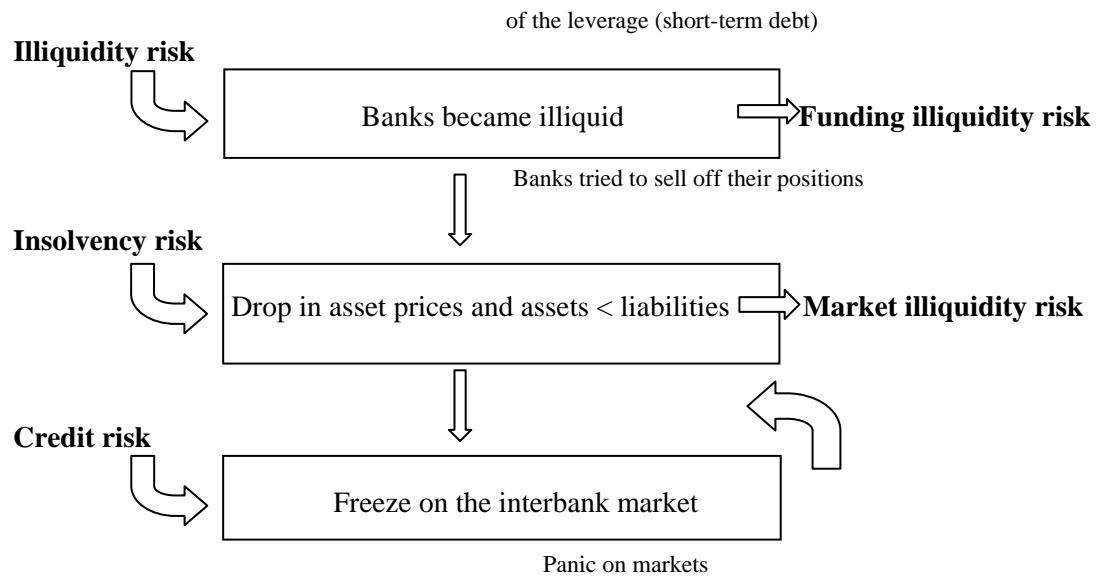 of the leverage (short-term debt)
Illiquidity risk
Banks became illiquid
Funding illiquidity risk
Banks tried to sell off their positions
Insolvency risk
Drop in asset prices and assets < liabilities
Market illiquidity risk
Credit risk
Freeze on the interbank market
Panic on markets